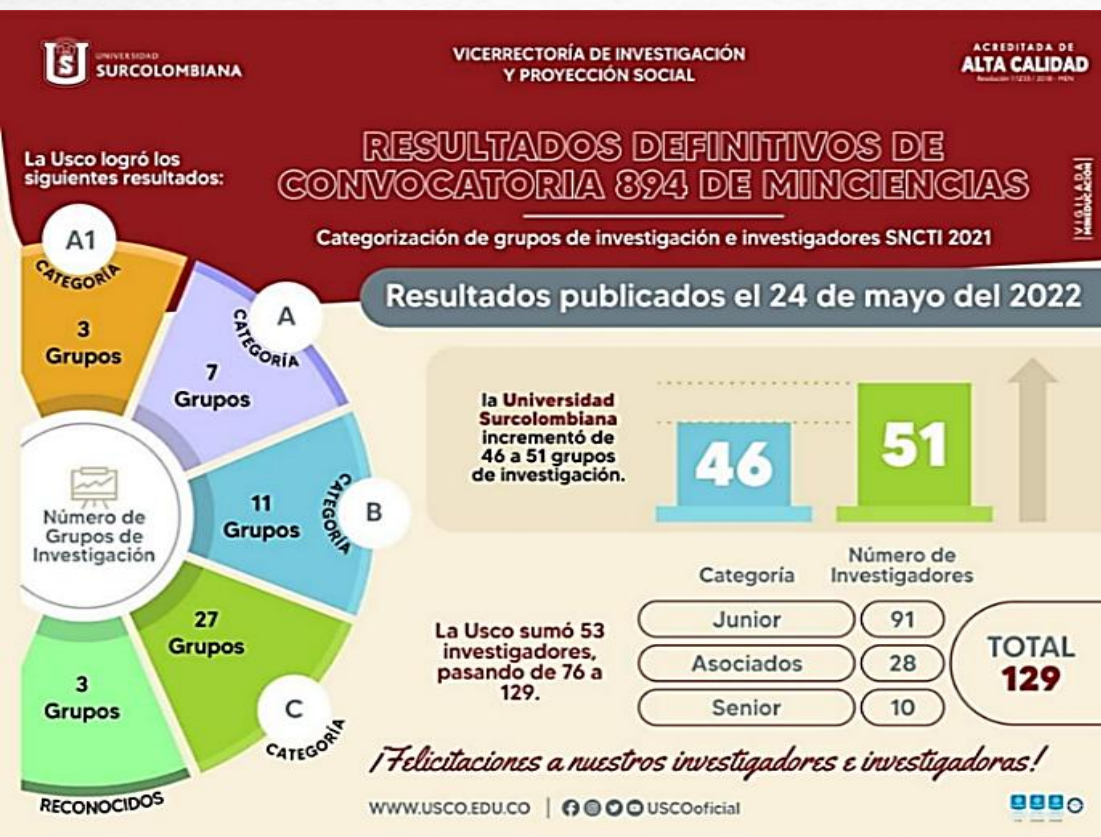 UNIVERSIDAD
SURCOLOMBIANA
VICERRECTORÍA DE INVESTIGACIÓN
Y PROYECCIÓN SOCIAL
ACREDITADA DE
ALTA CALIDAD
VIGILADA
MINEDUCACIÓN
La Usco logró los
siguientes resultados:
RESULTADOS DEFINITIVOS DE
CONVOCATORIA 894 DE MINCIENCIAS
Categorización de grupos de investigación e investigadores SNCTI 2021
Resultados publicados el 24 de mayo del 2022
A1
CATEGORÍA
3
Grupos
A
CATEGORÍA
7
Grupos
B
CATEGORÍA
11
Grupos
C
CATEGORÍA
27
Grupos
3
Grupos
RECONOCIDOS
Número de
Grupos de
Investigación
la Universidad
Surcolombiana
incrementó de
46 a 51 grupos
de investigación.
46
51
La Usco sumó 53
investigadores,
pasando de 76 a
129.
Categoría
Número de
Investigadores
Junior 91
Asociados 28
Senior 10
TOTAL
129
¡Felicitaciones a nuestros investigadores e investigadoras!
WWW.USCO.EDU.CO | USCOoficial